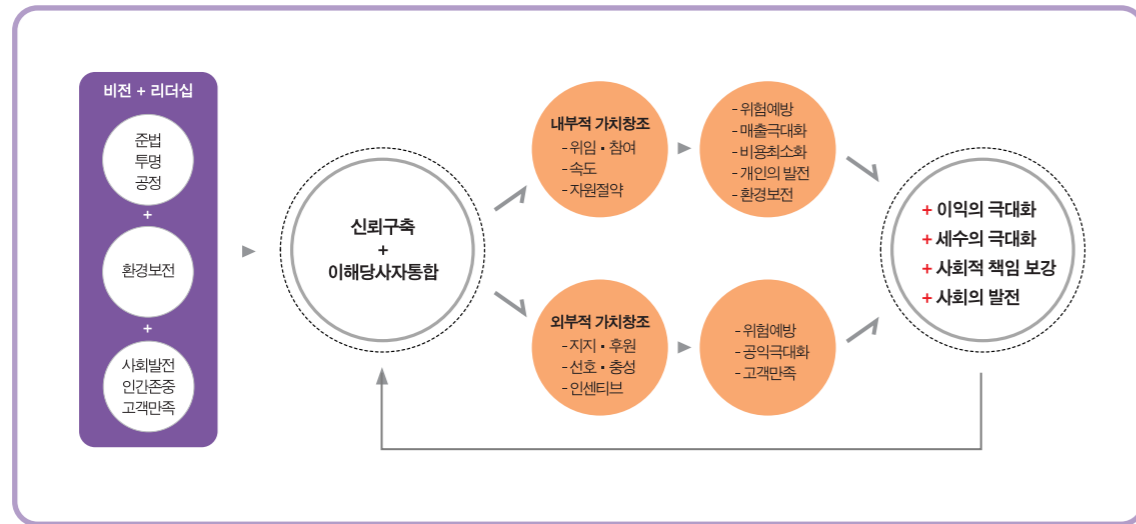 비전 + 리더십
준법
투명
공정
+
환경보전
+
사회발전
인간존중
고객만족
신뢰구축
+
이해당사자통합
내부적 가치창조
- 위임 · 참여
- 속도
- 자원절약
- 위험예방
- 매출극대화
- 비용최소화
- 개인의 발전
- 환경보전
외부적 가치창조
- 지지 · 후원
- 선호 · 충성
- 인센티브
- 위험예방
- 공익극대화
- 고객만족
+ 이익의 극대화
+ 세수의 극대화
+ 사회적 책임 보강
+ 사회의 발전